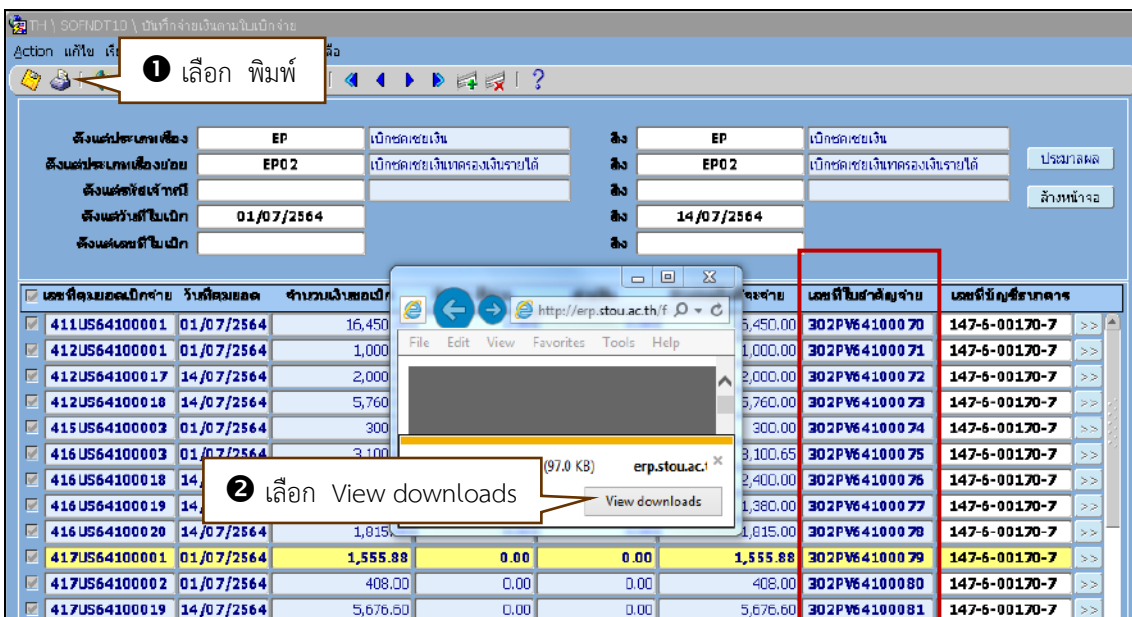 TH \ SOFNDT10 \ บันทึกจ่ายเงินตามใบเบิกจ่าย
Action แก้ไข
❶ เลือก พิมพ์
ตั้งแต่ประเภทเรื่อง EP เบิกชดเชยเงิน ถึง EP เบิกชดเชยเงิน
ตั้งแต่ประเภทเรื่องย่อย EP02 เบิกชดเชยเงินทดรองเงินรายได้ ถึง EP02 เบิกชดเชยเงินทดรองเงินรายได้ ประมวลผล
ตั้งแต่รหัสเจ้าหนี้ ถึง ล้างหน้าจอ
ตั้งแต่วันที่ใบเบิก 01/07/2564 ถึง 14/07/2564
ตั้งแต่เลขที่ใบเบิก ถึง
เลขที่คุมยอดเบิกจ่าย วันที่คุมยอด จำนวนเงินขอเบิก เลขที่ใบสำคัญจ่าย เลขที่บัญชีธนาคาร
http://erp.stou.ac.th/f
File Edit View Favorites Tools Help
411US64100001 01/07/2564 16,450 5,450.00 302PV64100070 147-6-00170-7 >>
412US64100001 01/07/2564 1,000 1,000.00 302PV64100071 147-6-00170-7 >>
412US64100017 14/07/2564 2,000 2,000.00 302PV64100072 147-6-00170-7 >>
412US64100018 14/07/2564 5,760 5,760.00 302PV64100073 147-6-00170-7 >>
415US64100003 01/07/2564 300 300.00 302PV64100074 147-6-00170-7 >>
416US64100003 01/07/2564 3,100 3,100.65 302PV64100075 147-6-00170-7 >>
(97.0 KB) erp.stou.ac.t
416US64100018 14/ 2,400.00 302PV64100076 147-6-00170-7 >>
❷ เลือก View downloads
View downloads
416US64100019 14/ 1,380.00 302PV64100077 147-6-00170-7 >>
416US64100020 14/07/2564 1,815. 1,815.00 302PV64100078 147-6-00170-7 >>
417US64100001 01/07/2564 1,555.88 0.00 0.00 1,555.88 302PV64100079 147-6-00170-7 >>
417US64100002 01/07/2564 408.00 0.00 0.00 408.00 302PV64100080 147-6-00170-7 >>
417US64100019 14/07/2564 5,676.60 0.00 0.00 5,676.60 302PV64100081 147-6-00170-7 >>